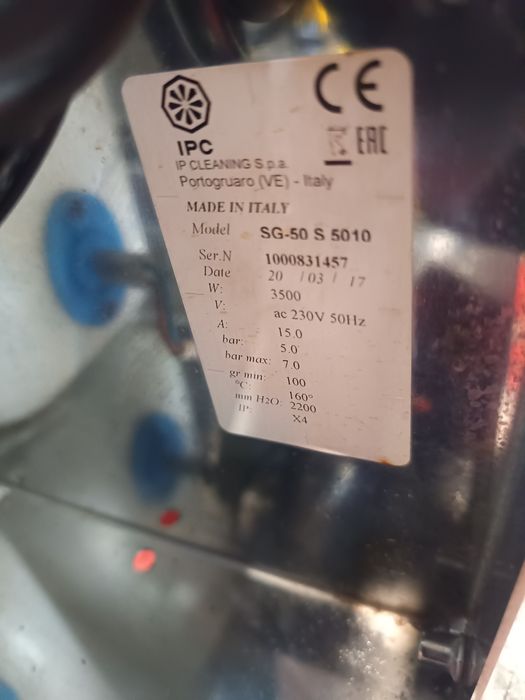 CE
EAC
IPC
IP CLEANING S.p.a.
Portogruaro (VE) - Italy
MADE IN ITALY
Model SG-50 S 5010
Ser.N 1000831457
Date 20 / 03 / 17
W: 3500
V: ac 230V 50Hz
A: 15.0
bar: 5.0
bar max: 7.0
gr min: 100
°C: 160°
mm H2O: 2200
IP: X4